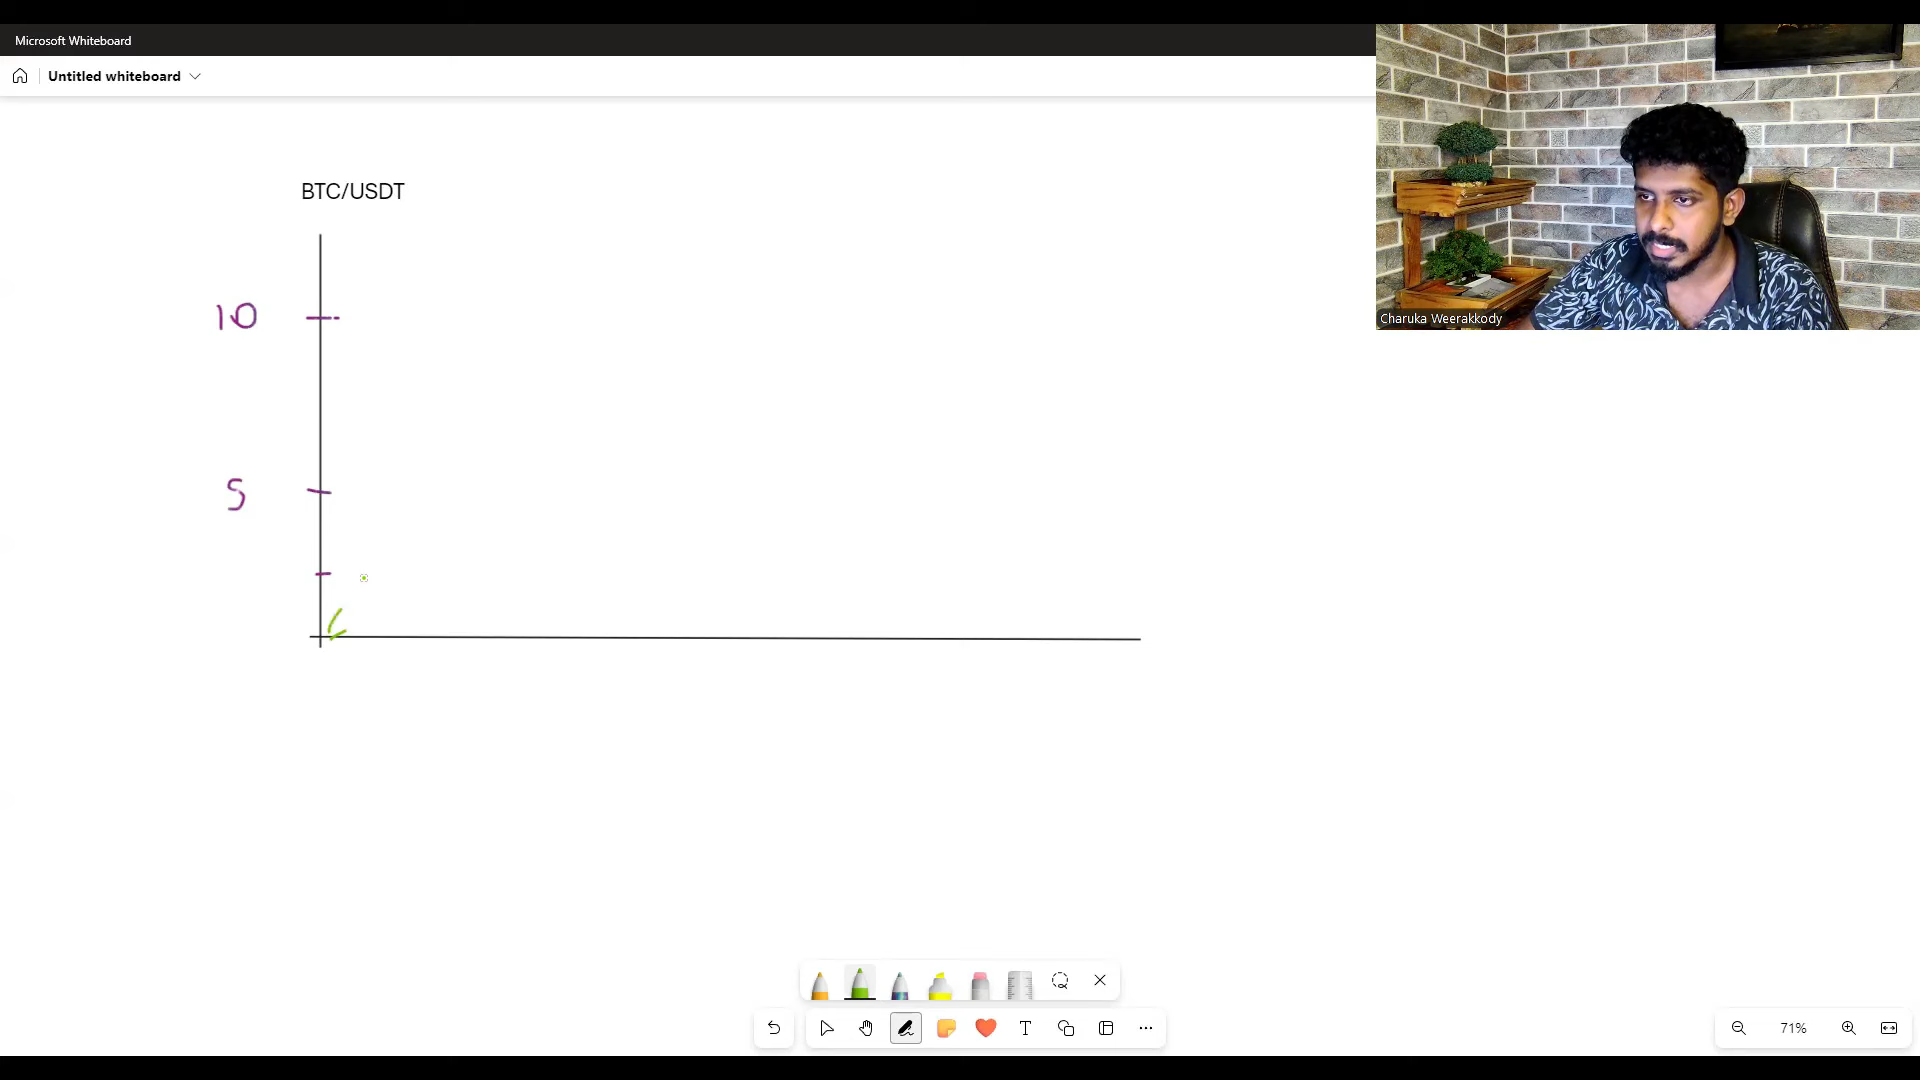 Microsoft Whiteboard
Untitled whiteboard
BTC/USDT
10
5
Charuka Weerakkody
T
71%